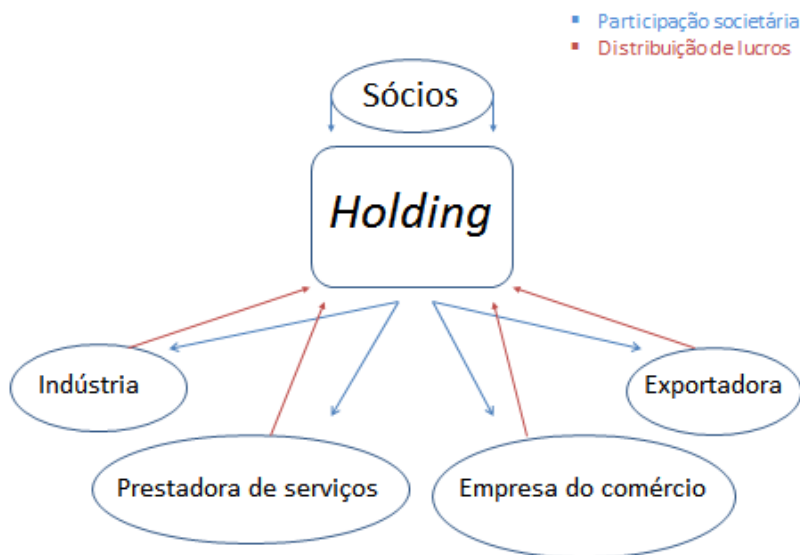 Participação societária
Distribuição de lucros
Sócios
Holding
Indústria
Exportadora
Prestadora de serviços
Empresa do comércio